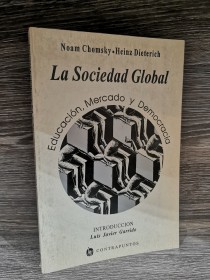 Noam Chomsky • Heinz Dieterich
La Sociedad Global
Educación, Mercado y Democracia
INTRODUCCION
Luis Javier Garrido
CONTRAPUNTOS